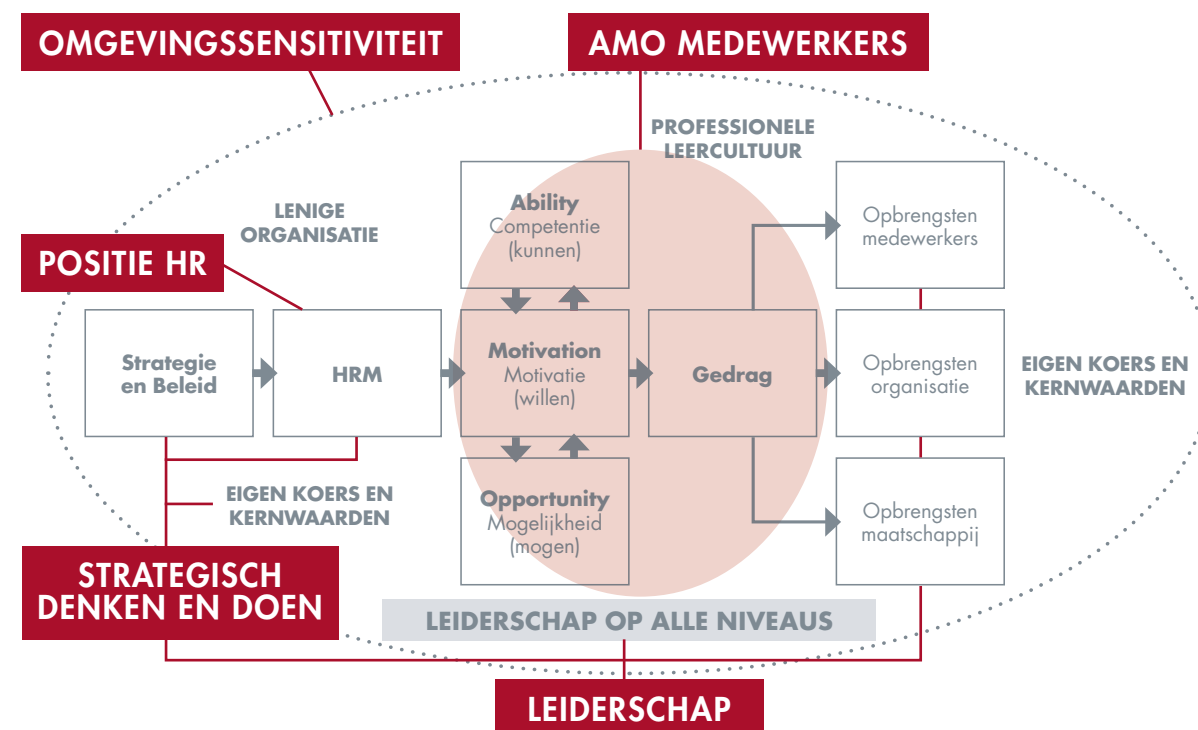 OMGEVINGSSENSITIVITEIT
AMO MEDEWERKERS
PROFESSIONELE
LEERCULTUUR
LENIGE
ORGANISATIE
POSITIE HR
Ability
Competentie
(kunnen)
Opbrengsten
medewerkers
Strategie
en Beleid
HRM
Motivation
Motivatie
(willen)
Gedrag
Opbrengsten
organisatie
EIGEN KOERS EN
KERNWAARDEN
EIGEN KOERS EN
KERNWAARDEN
Opportunity
Mogelijkheid
(mogen)
Opbrengsten
maatschappij
STRATEGISCH
DENKEN EN DOEN
LEIDERSCHAP OP ALLE NIVEAUS
LEIDERSCHAP